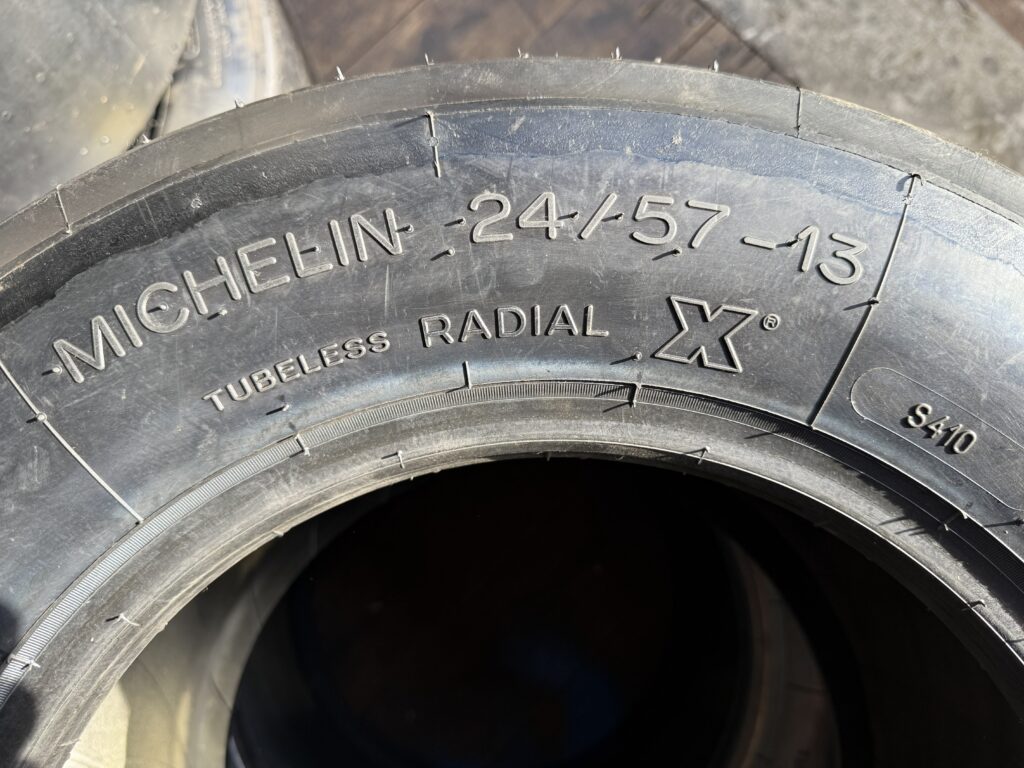 MICHELIN 24/57-13
TUBELESS RADIAL X®
S410